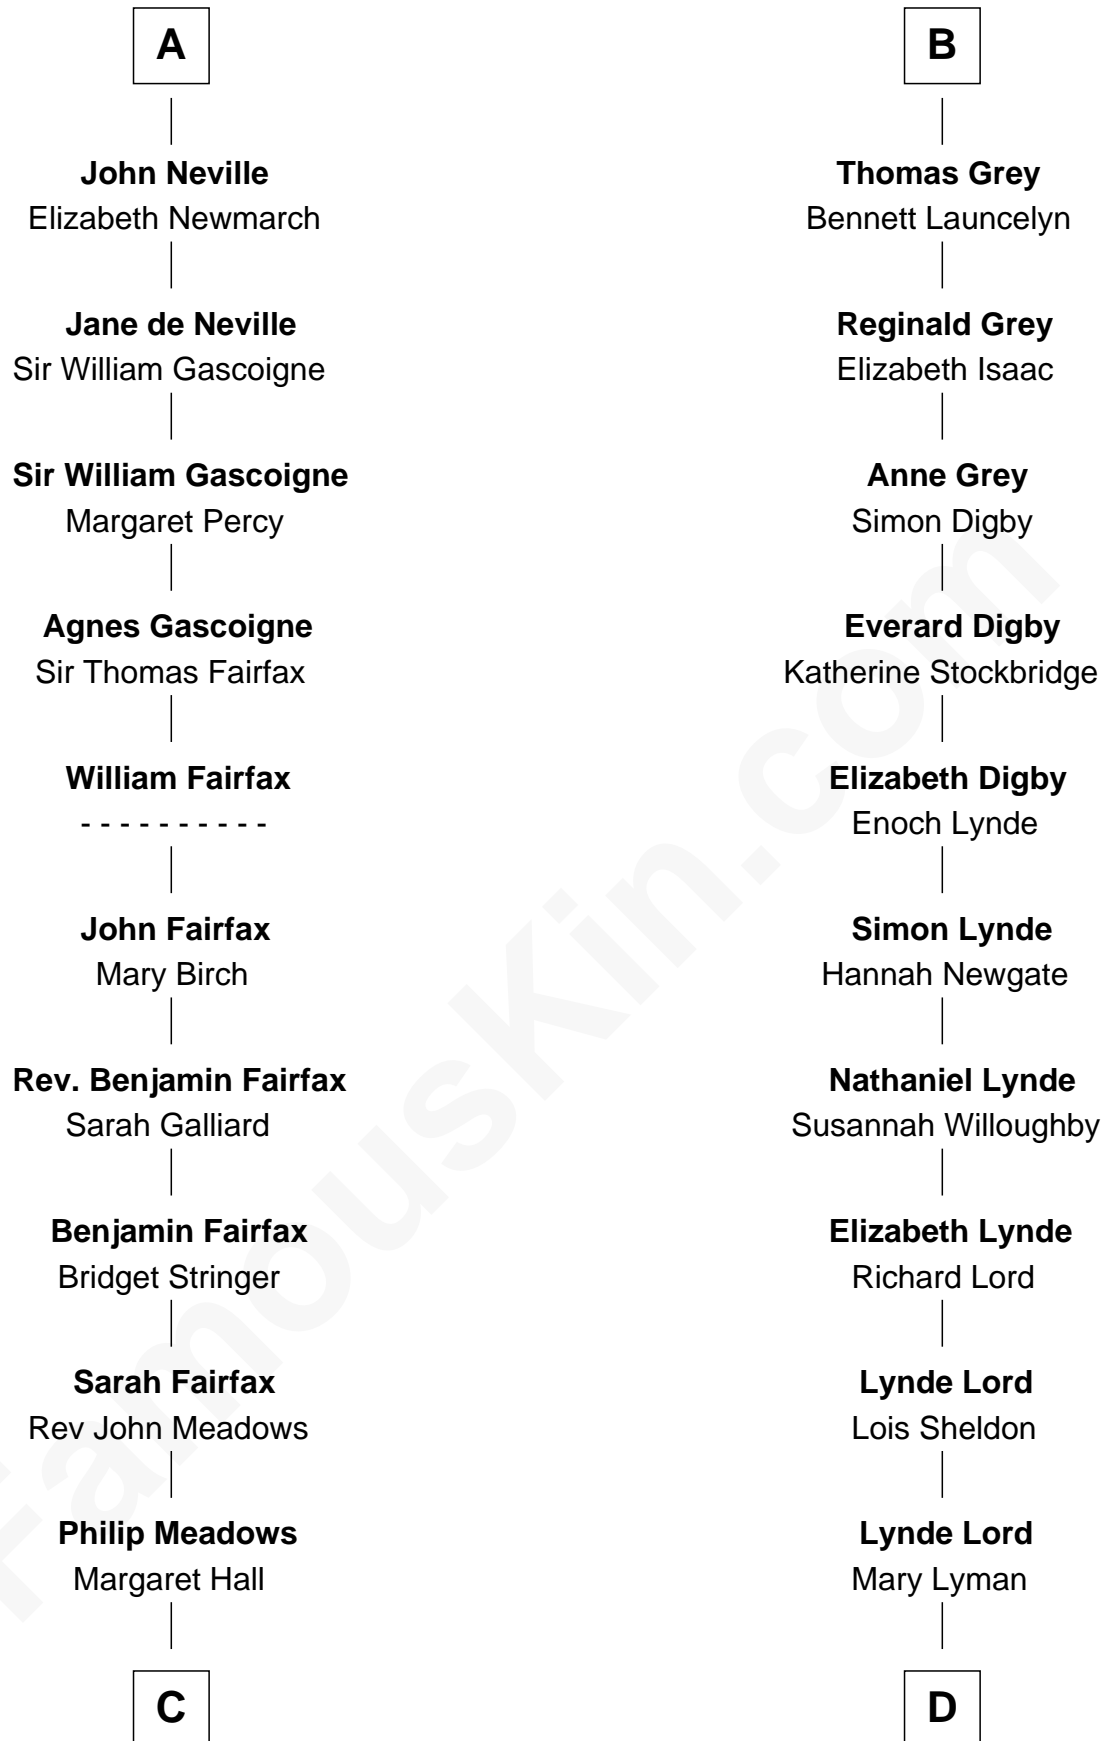 A
John Neville
Elizabeth Newmarch
Jane de Neville
Sir William Gascoigne
Sir William Gascoigne
Margaret Percy
Agnes Gascoigne
Sir Thomas Fairfax
William Fairfax
- - - - - - - - - -
John Fairfax
Mary Birch
Rev. Benjamin Fairfax
Sarah Galliard
Benjamin Fairfax
Bridget Stringer
Sarah Fairfax
Rev John Meadows
Philip Meadows
Margaret Hall
C
B
Thomas Grey
Bennett Launcelyn
Reginald Grey
Elizabeth Isaac
Anne Grey
Simon Digby
Everard Digby
Katherine Stockbridge
Elizabeth Digby
Enoch Lynde
Simon Lynde
Hannah Newgate
Nathaniel Lynde
Susannah Willoughby
Elizabeth Lynde
Richard Lord
Lynde Lord
Lois Sheldon
Lynde Lord
Mary Lyman
D
FamousKin.com